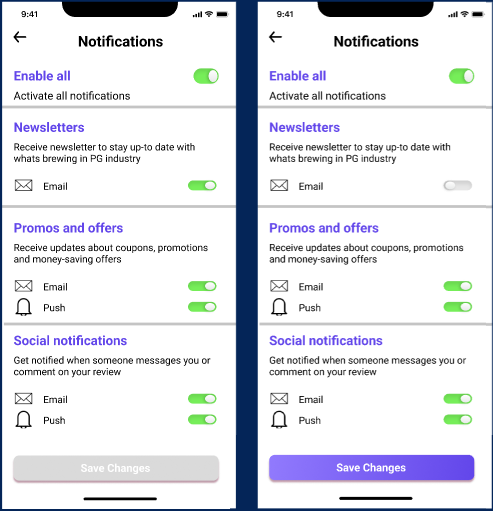 9:41
Notifications
Enable all
Activate all notifications
Newsletters
Receive newsletter to stay up-to date with
whats brewing in PG industry
Email
Promos and offers
Receive updates about coupons, promotions
and money-saving offers
Email
Push
Social notifications
Get notified when someone messages you or
comment on your review
Email
Push
Save Changes
9:41
Notifications
Enable all
Activate all notifications
Newsletters
Receive newsletter to stay up-to date with
whats brewing in PG industry
Email
Promos and offers
Receive updates about coupons, promotions
and money-saving offers
Email
Push
Social notifications
Get notified when someone messages you or
comment on your review
Email
Push
Save Changes